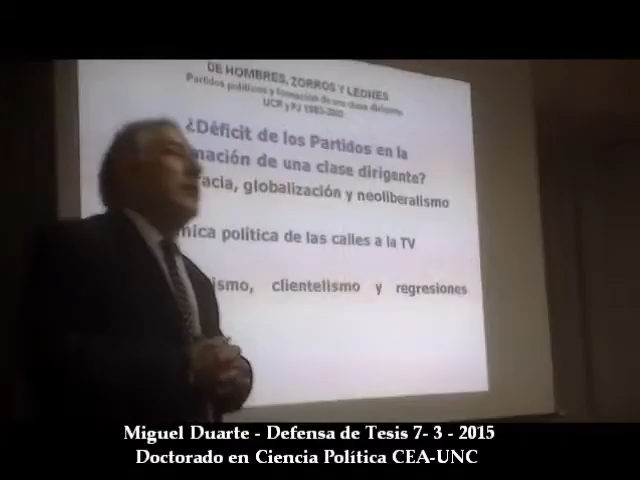 DE HOMBRES, ZORROS Y LEONES
Partidos políticos y formación de una clase dirigente
UCR y PJ 1983-
¿Déficit de los Partidos en la
mación de una clase dirigente?
acia, globalización y neoliberalismo
mica política de las calles a la TV
ismo, clientelismo y regresiones
Miguel Duarte - Defensa de Tesis 7- 3 - 2015
Doctorado en Ciencia Política CEA-UNC